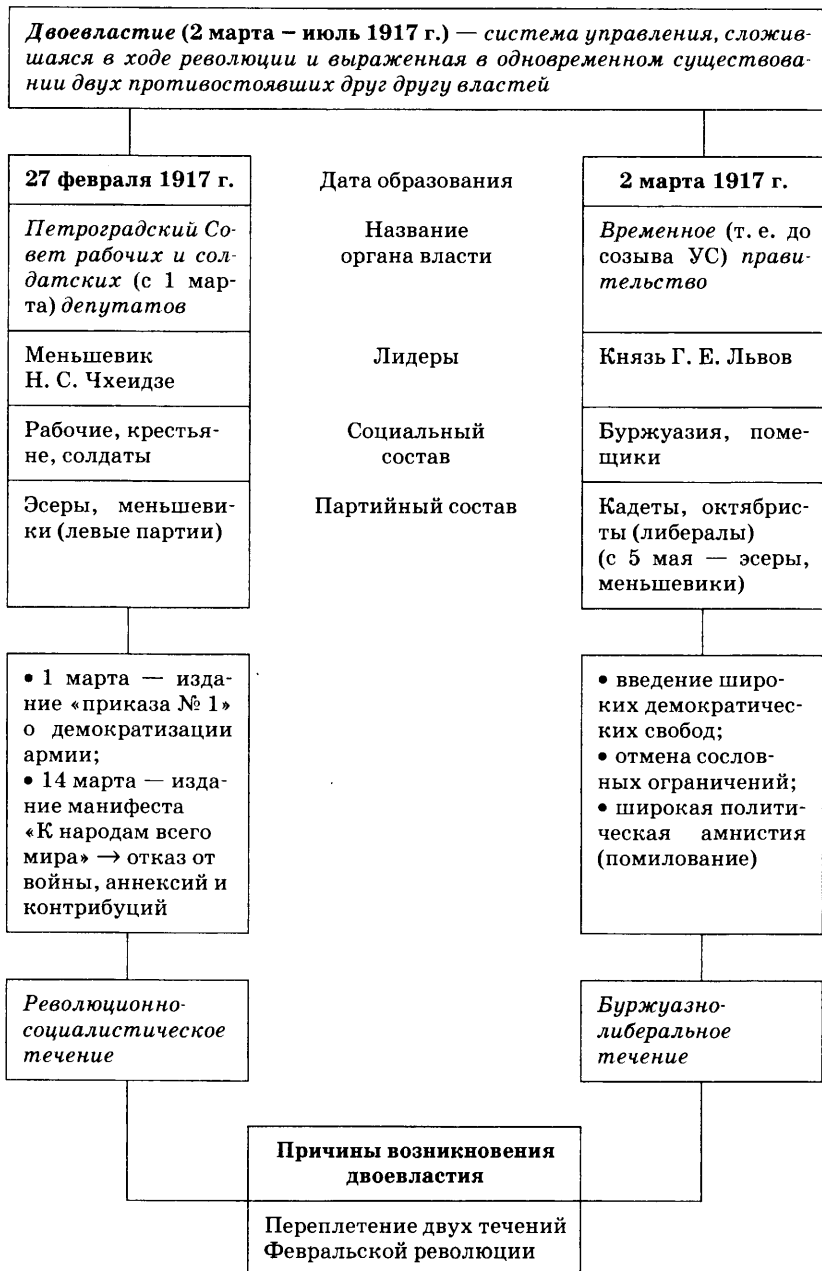 Двоевластие (2 марта – июль 1917 г.) — система управления, сложив-
шаяся в ходе революции и выраженная в одновременном существова-
нии двух противостоявших друг другу властей
27 февраля 1917 г.
Дата образования
2 марта 1917 г.
Петроградский Со-
вет рабочих и сол-
датских (с 1 мар-
та) депутатов
Название
органа власти
Временное (т. е. до
созыва УС) прави-
тельство
Меньшевик
Н. С. Чхеидзе
Лидеры
Князь Г. Е. Львов
Рабочие, крестья-
не, солдаты
Социальный
состав
Буржуазия, поме-
щики
Эсеры, меньшеви-
ки (левые партии)
Партийный состав
Кадеты, октябрис-
ты (либералы)
(с 5 мая — эсеры,
меньшевики)
• 1 марта — изда-
ние «приказа № 1»
о демократизации
армии;
• 14 марта — изда-
ние манифеста
«К народам всего
мира» → отказ от
войны, аннексий и
контрибуций
• введение широ-
ких демократичес-
ких свобод;
• отмена сослов-
ных ограничений;
• широкая полити-
ческая амнистия
(помилование)
Революционно-
социалистическое
течение
Буржуазно-
либеральное
течение
Причины возникновения
двоевластия
Переплетение двух течений
Февральской революции